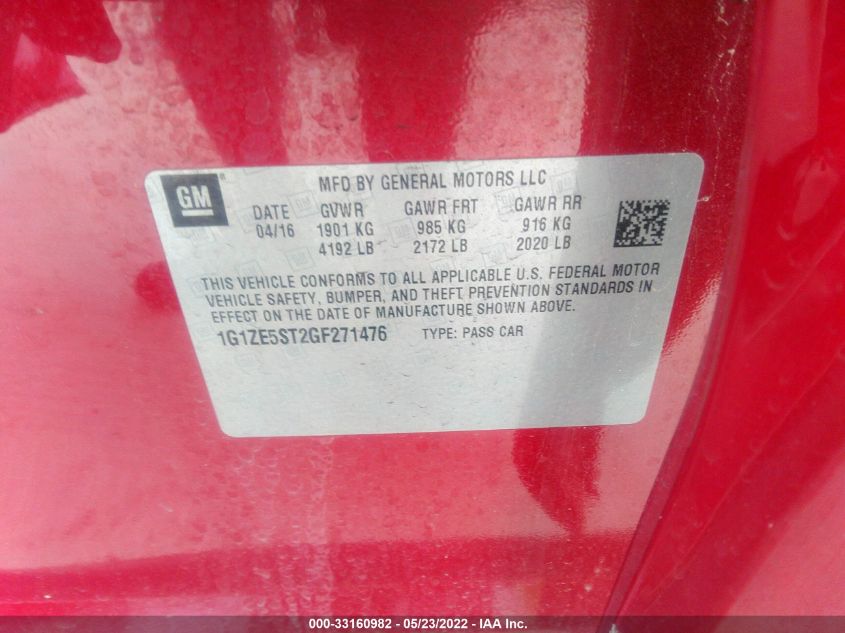 GM
MFD BY GENERAL MOTORS LLC
DATE GVWR GAWR FRT GAWR RR
04/16 1901 KG 985 KG 916 KG
4192 LB 2172 LB 2020 LB
THIS VEHICLE CONFORMS TO ALL APPLICABLE U.S. FEDERAL MOTOR
VEHICLE SAFETY, BUMPER, AND THEFT PREVENTION STANDARDS IN
EFFECT ON THE DATE OF MANUFACTURE SHOWN ABOVE.
1G1ZE5ST2GF271476 TYPE: PASS CAR
000-33160982 - 05/23/2022 - IAA Inc.